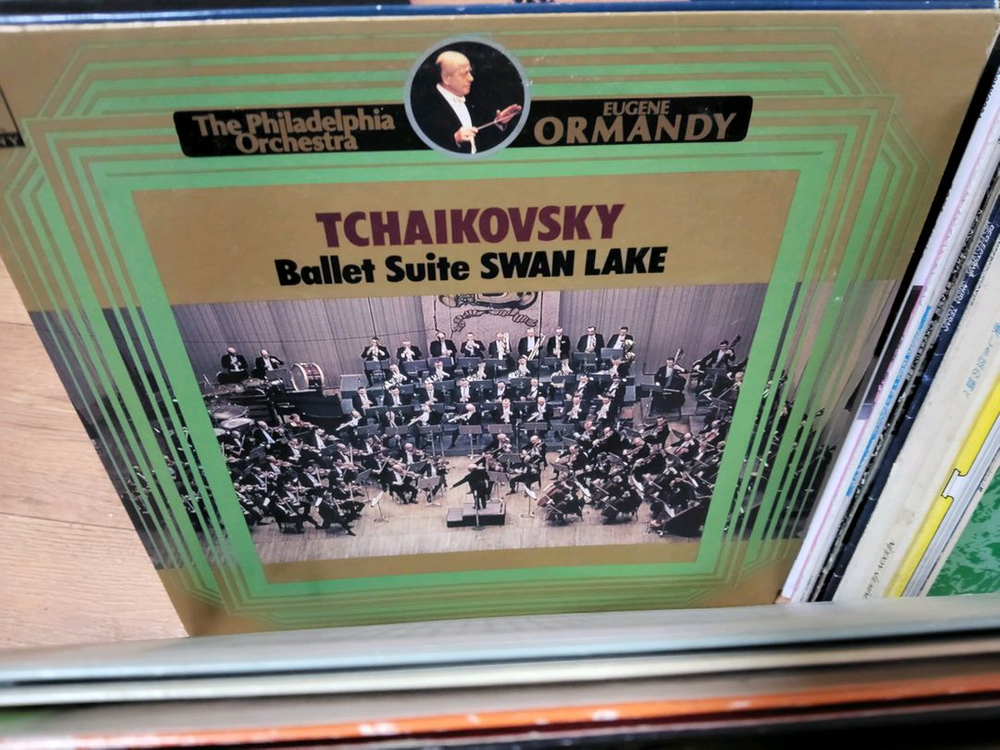 The Philadelphia
Orchestra
EUGENE
ORMANDY
TCHAIKOVSKY
Ballet Suite SWAN LAKE